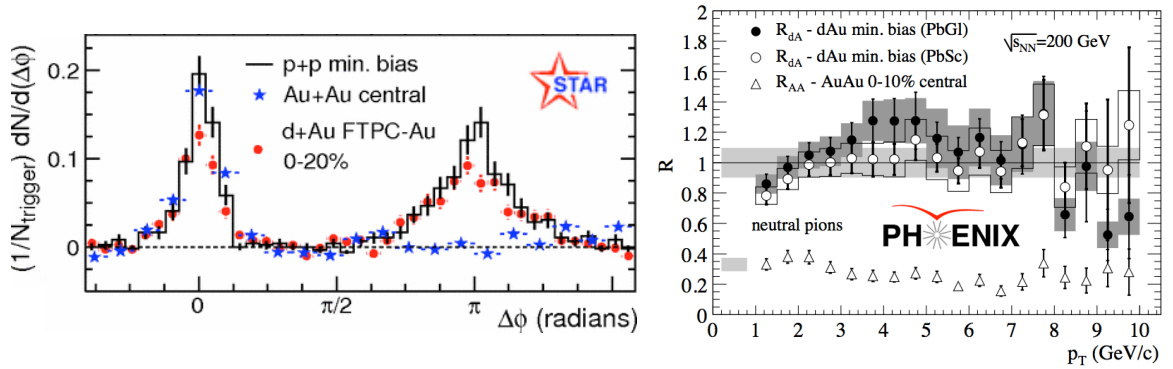 (1/N_trigger) dN/d(Δϕ)
0.2
0.1
0
p+p min. bias
Au+Au central
d+Au FTPC-Au
0-20%
STAR
0 π/2 π
Δϕ (radians)
R
2
1.8
1.6
1.4
1.2
1
0.8
0.6
0.4
0.2
0
R_dA - dAu min. bias (PbGl)
R_dA - dAu min. bias (PbSc)
R_AA - AuAu 0-10% central
√s_NN=200 GeV
neutral pions
PHENIX
0 1 2 3 4 5 6 7 8 9 10
p_T (GeV/c)